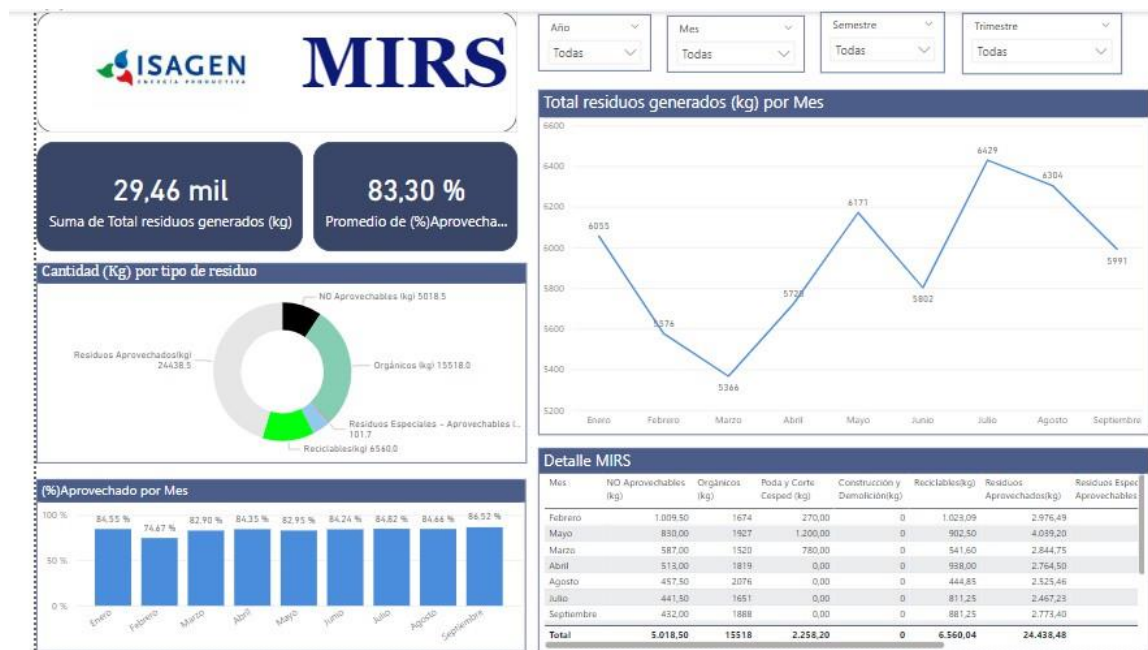 ISAGEN
ENERGÍA PRODUCTIVA
MIRS
Año
Todas
Mes
Todas
Semestre
Todas
Trimestre
Todas
29,46 mil
Suma de Total residuos generados (kg)
83,30 %
Promedio de (%)Aprovecha...
Total residuos generados (kg) por Mes
6600
6400
6200
6000
5800
5600
5400
5200
6055
5576
5366
6171
5802
6429
6304
5991
Enero
Febrero
Marzo
Abril
Mayo
Junio
Julio
Agosto
Septiembre
Cantidad (Kg) por tipo de residuo
NO Aprovechables (kg) 5018.5
Orgánicos (kg) 15518.0
Residuos Especiales - Aprovechables (..
101.7
Reciclables(kg) 6560.0
Residuos Aprovechados(kg)
24438.5
(%)Aprovechado por Mes
100 %
50 %
0 %
84,55 % 74,67 % 82,90 % 84,35 % 82,95 % 84,24 % 84,82 % 84,66 % 86,52 %
Enero Febrero Marzo Abril Mayo Junio Julio Agosto Septiembre
Detalle MIRS
Mes NO Aprovechables Orgánicos Poda y Corte Construcción y Reciclables(kg) Residuos Residuos Espec
(kg) (kg) Cesped (kg) Demolición(kg) Aprovechados(kg) Aprovechables
Febrero 1.009,50 1674 270,00 0 1.023,09 2.976,49
Mayo 830,00 1927 1.200,00 0 902,50 4.039,20
Marzo 587,00 1520 780,00 0 541,60 2.844,75
Abril 513,00 1819 0,00 0 938,00 2.764,50
Agosto 457,50 2076 0,00 0 444,85 2.525,46
Julio 441,50 1651 0,00 0 811,25 2.467,23
Septiembre 432,00 1888 0,00 0 881,25 2.773,40
Total 5.018,50 15518 2.258,20 0 6.560,04 24.438,48